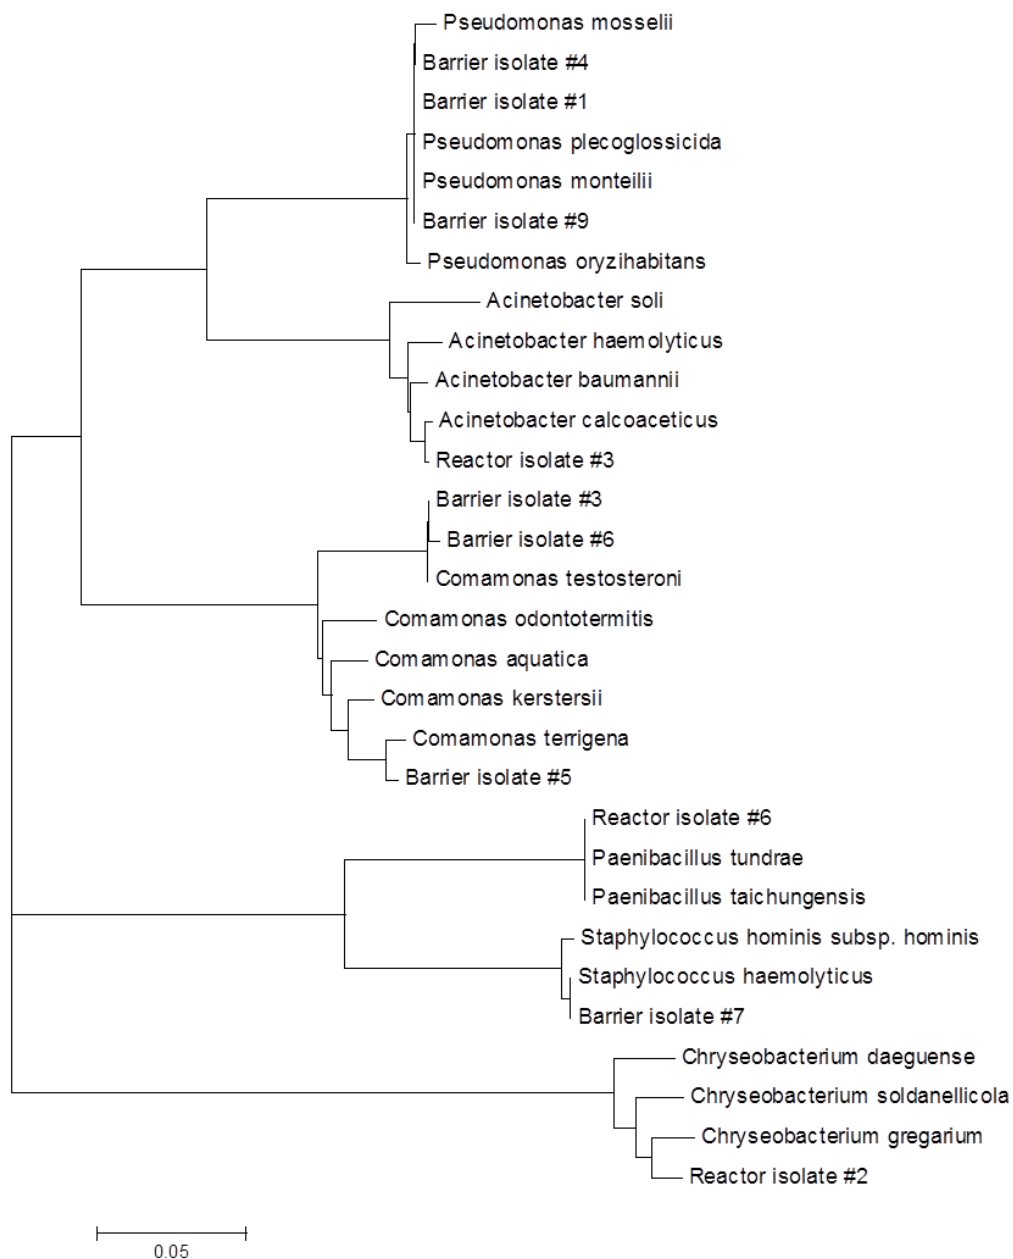 Pseudomonas mosselii
Barrier isolate #4
Barrier isolate #1
Pseudomonas plecoglossicida
Pseudomonas monteilii
Barrier isolate #9
Pseudomonas oryzihabitans
Acinetobacter soli
Acinetobacter haemolyticus
Acinetobacter baumannii
Acinetobacter calcoaceticus
Reactor isolate #3
Barrier isolate #3
Barrier isolate #6
Comamonas testosteroni
Comamonas odontotermitis
Comamonas aquatica
Comamonas kerstersii
Comamonas terrigena
Barrier isolate #5
Reactor isolate #6
Paenibacillus tundrae
Paenibacillus taichungensis
Staphylococcus hominis subsp. hominis
Staphylococcus haemolyticus
Barrier isolate #7
Chryseobacterium daeguense
Chryseobacterium soldanellicola
Chryseobacterium gregarium
Reactor isolate #2
0.05